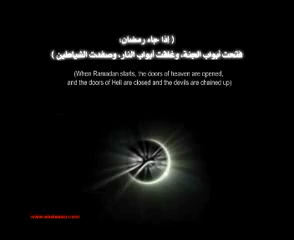 ( إذا جاء رمضان،
فتحت أبواب الجنة، وغلقت أبواب النار، وصفدت الشياطين )
(When Ramadan starts, the doors of heaven are opened,
and the doors of Hell are closed and the devils are chained up)